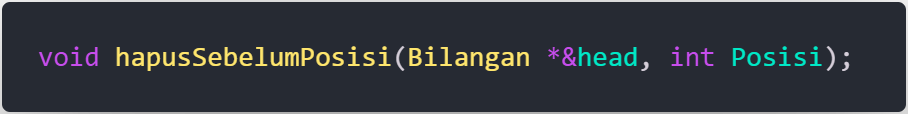 void hapusSebelumPosisi(Bilangan *&head, int Posisi);